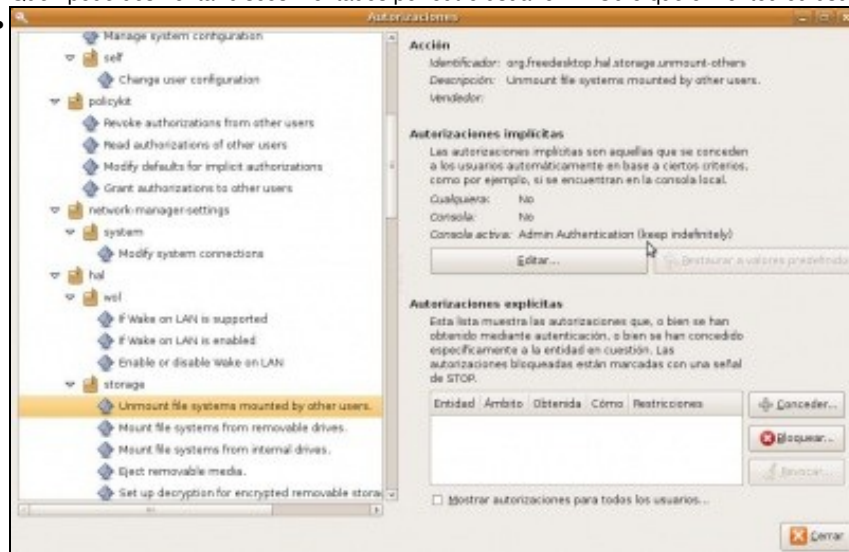 Autorizaciones
Manage system configuration
self
Change user configuration
policykit
Revoke authorizations from other users
Read authorizations of other users
Modify defaults for implicit authorizations
Grant authorizations to other users
network-manager-settings
system
Modify system connections
hal
wol
If Wake on LAN is supported
If Wake on LAN is enabled
Enable or disable Wake on LAN
storage
Unmount file systems mounted by other users.
Mount file systems from removable drives.
Mount file systems from internal drives.
Eject removable media.
Set up decryption for encrypted removable stora
Acción
Identificador: org.freedesktop.hal.storage.unmount-others
Descripción: Unmount file systems mounted by other users.
Vendedor:
Autorizaciones implícitas
Las autorizaciones implícitas son aquellas que se conceden
a los usuarios automáticamente en base a ciertos criterios,
como por ejemplo, si se encuentran en la consola local.
Cualquiera: No
Consola: No
Consola activa: Admin Authentication (keep indefinitely)
Editar...
Restaurar a valores predefinido
Autorizaciones explícitas
Esta lista muestra las autorizaciones que, o bien se han
obtenido mediante autenticación, o bien se han concedido
específicamente a la entidad en cuestión. Las
autorizaciones bloqueadas están marcadas con una señal
de STOP.
Entidad Ámbito Obtenida Cómo Restricciones
Conceder...
Bloquear...
Revocar...
Mostrar autorizaciones para todos los usuarios...
Cerrar